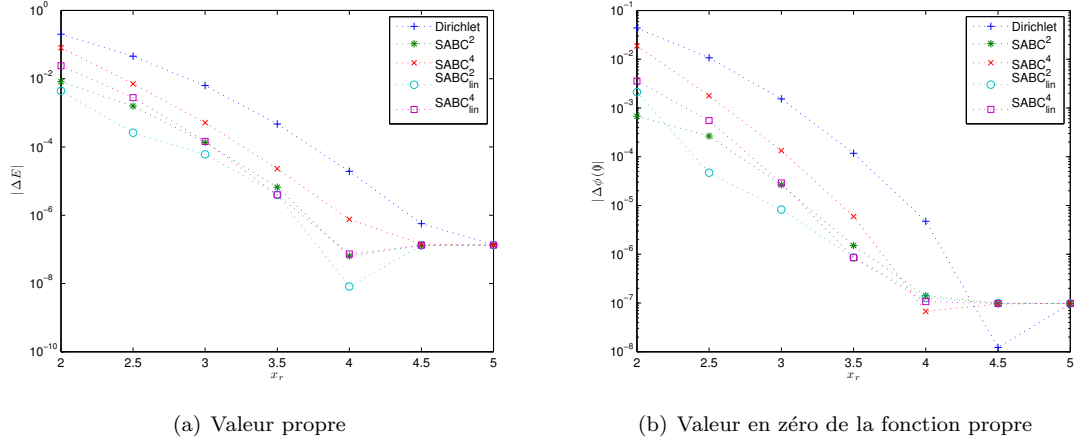 10^0
10^-2
10^-4
10^-6
10^-8
10^-10
|ΔE|
2 2.5 3 3.5 4 4.5 5
x_r
Dirichlet
SABC^2
SABC^4
SABC^2_lin
SABC^4_lin
(a) Valeur propre
10^-1
10^-2
10^-3
10^-4
10^-5
10^-6
10^-7
10^-8
|Δϕ(0)|
2 2.5 3 3.5 4 4.5 5
x_r
Dirichlet
SABC^2
SABC^4
SABC^2_lin
SABC^4_lin
(b) Valeur en zéro de la fonction propre